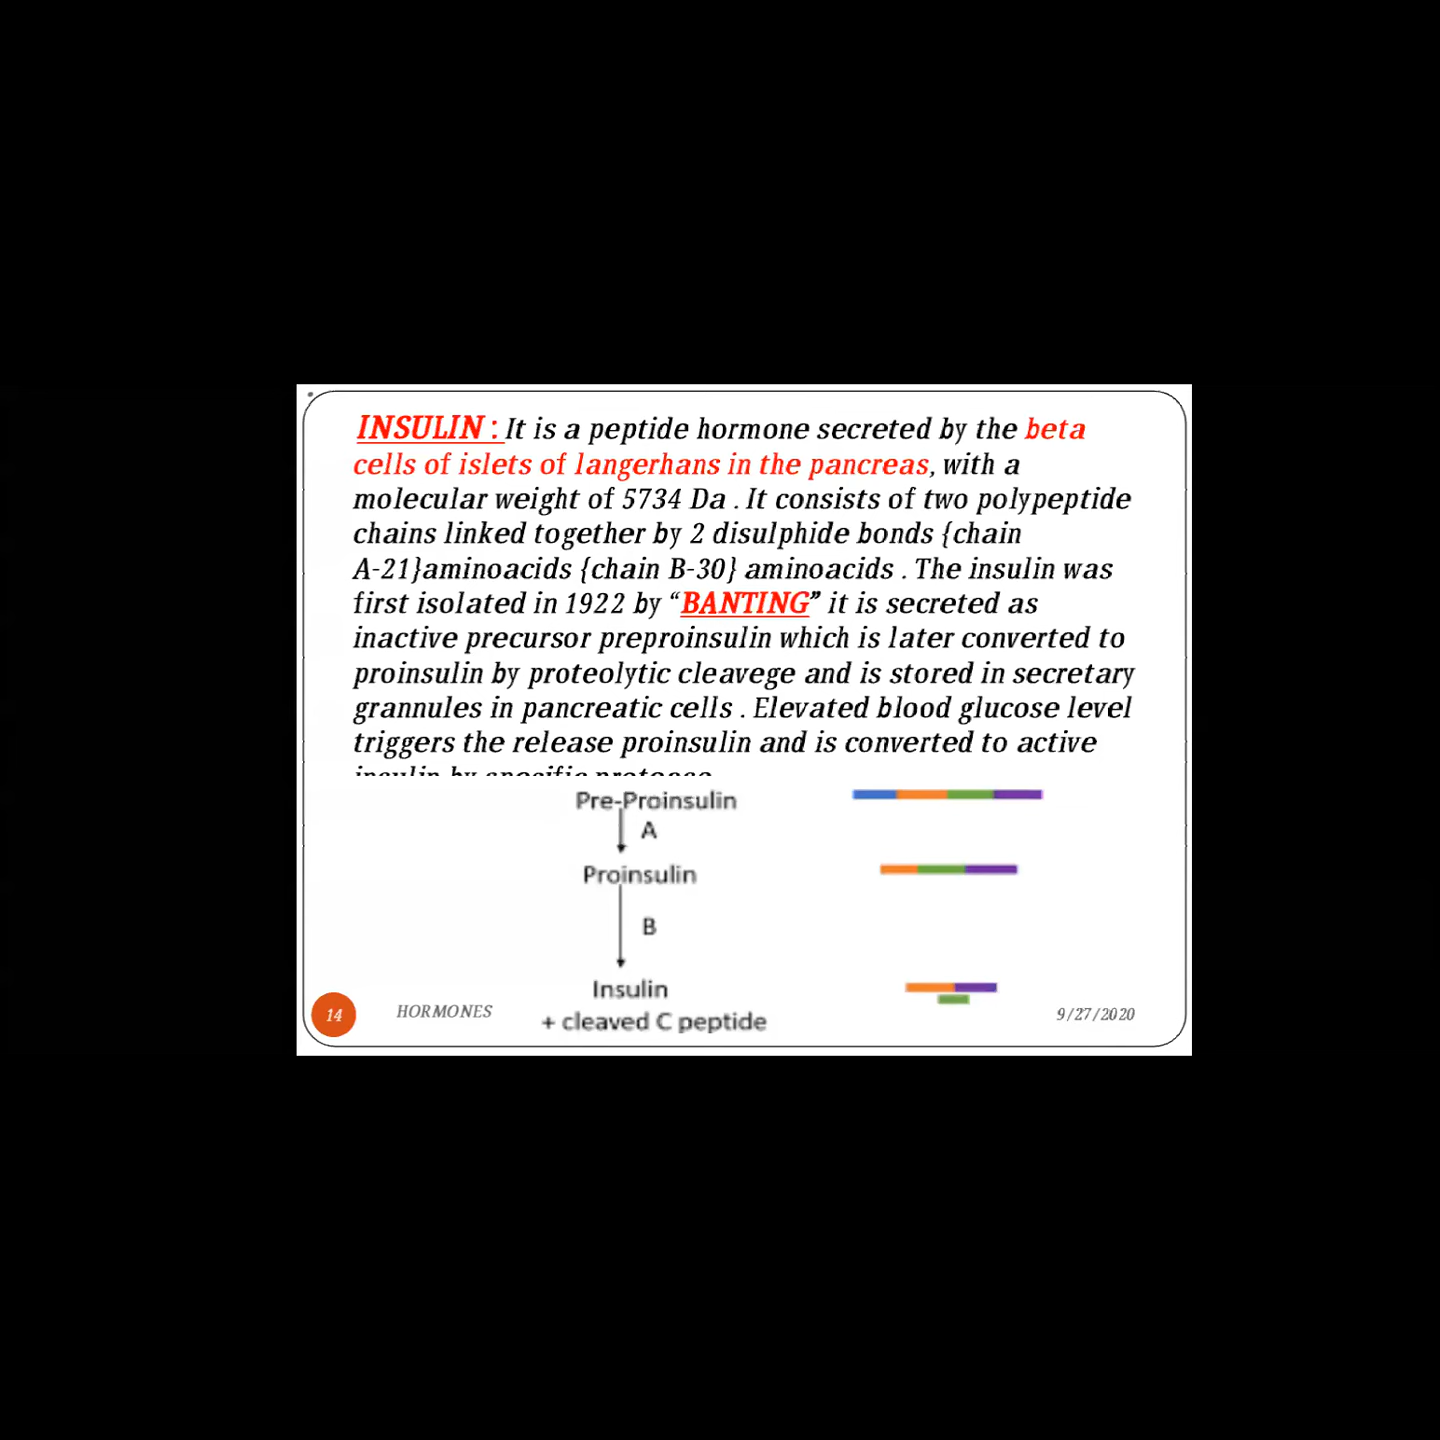 INSULIN : It is a peptide hormone secreted by the beta
cells of islets of langerhans in the pancreas, with a
molecular weight of 5734 Da . It consists of two polypeptide
chains linked together by 2 disulphide bonds {chain
A-21}aminoacids {chain B-30} aminoacids . The insulin was
first isolated in 1922 by “BANTING” it is secreted as
inactive precursor preproinsulin which is later converted to
proinsulin by proteolytic cleavege and is stored in secretary
grannules in pancreatic cells . Elevated blood glucose level
triggers the release proinsulin and is converted to active
insulin by specific protease
Pre-Proinsulin
A
Proinsulin
B
Insulin
+ cleaved C peptide
14
HORMONES
9/27/2020